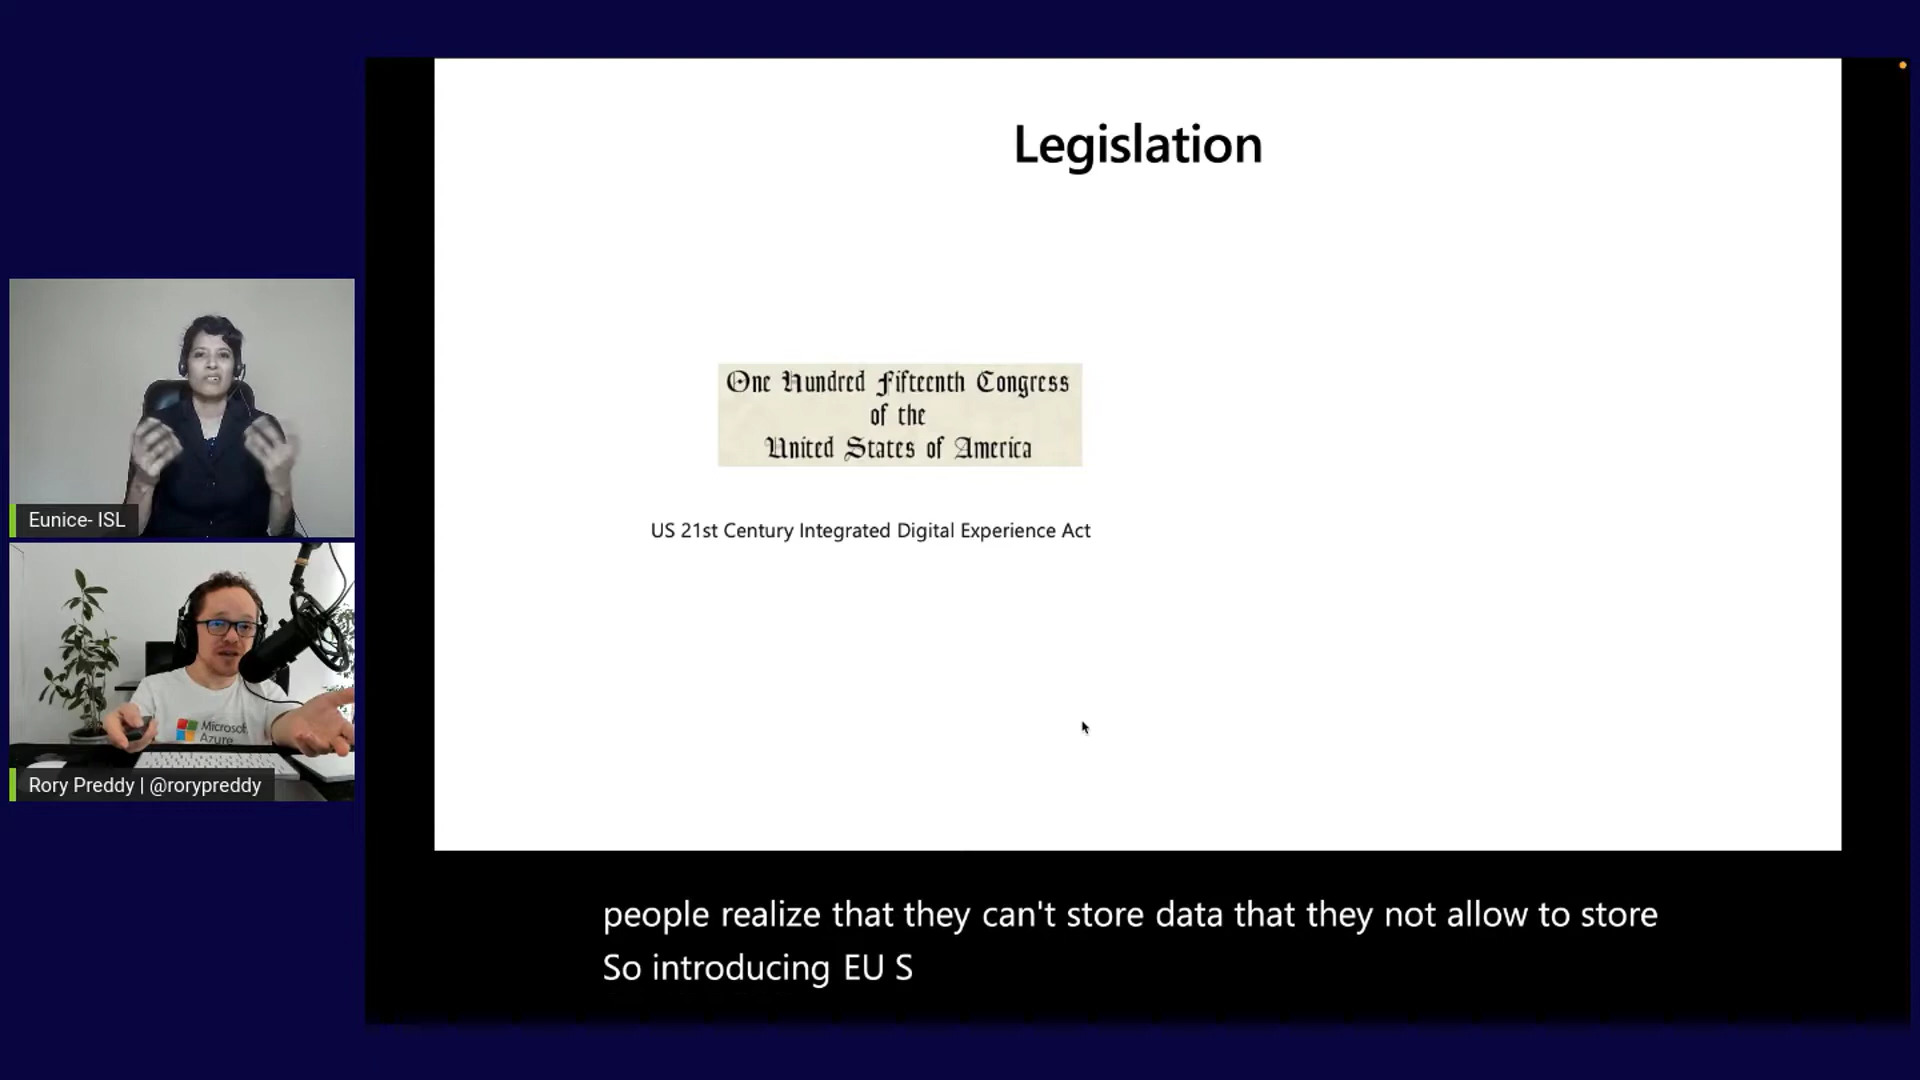 Legislation
One Hundred Fifteenth Congress
of the
United States of America
US 21st Century Integrated Digital Experience Act
Eunice- ISL
Microsoft
Azure
Rory Preddy | @rorypreddy
people realize that they can't store data that they not allow to store
So introducing EU S